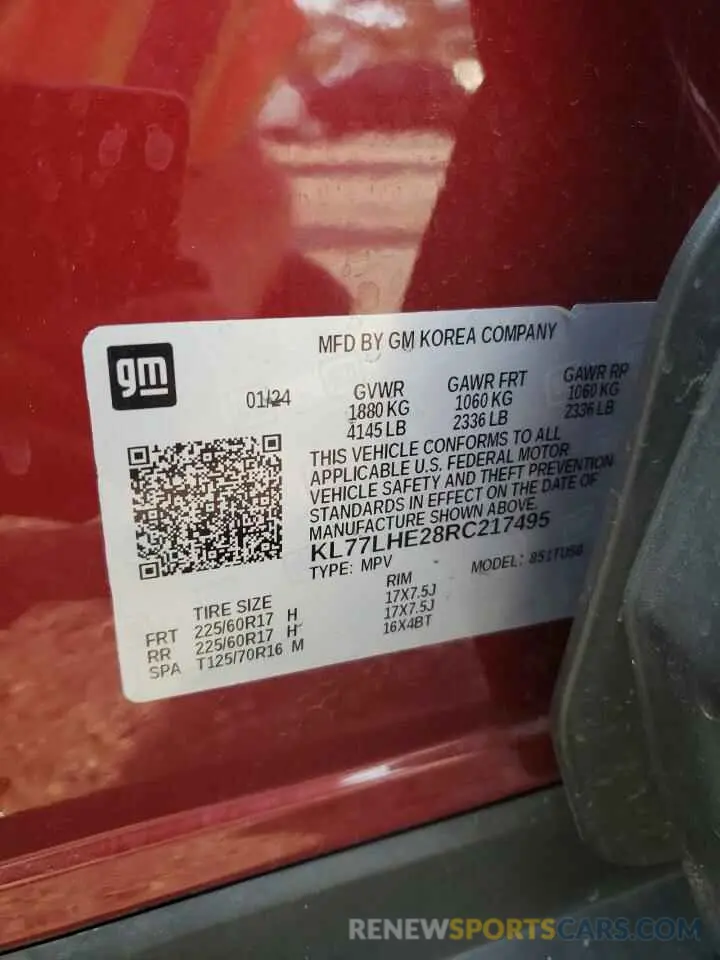 MFD BY GM KOREA COMPANY
gm
01/24
GVWR GAWR FRT GAWR RR
1880 KG 1060 KG 1060 KG
4145 LB 2336 LB 2336 LB
THIS VEHICLE CONFORMS TO ALL
APPLICABLE U.S. FEDERAL MOTOR
VEHICLE SAFETY AND THEFT PREVENTION
STANDARDS IN EFFECT ON THE DATE OF
MANUFACTURE SHOWN ABOVE.
KL77LHE28RC217495
TYPE: MPV MODEL:
TIRE SIZE RIM
FRT 225/60R17 H 17X7.5J
RR 225/60R17 H 17X7.5J
SPA T125/70R16 M 16X4BT
RENEWSPORTSCARS.COM